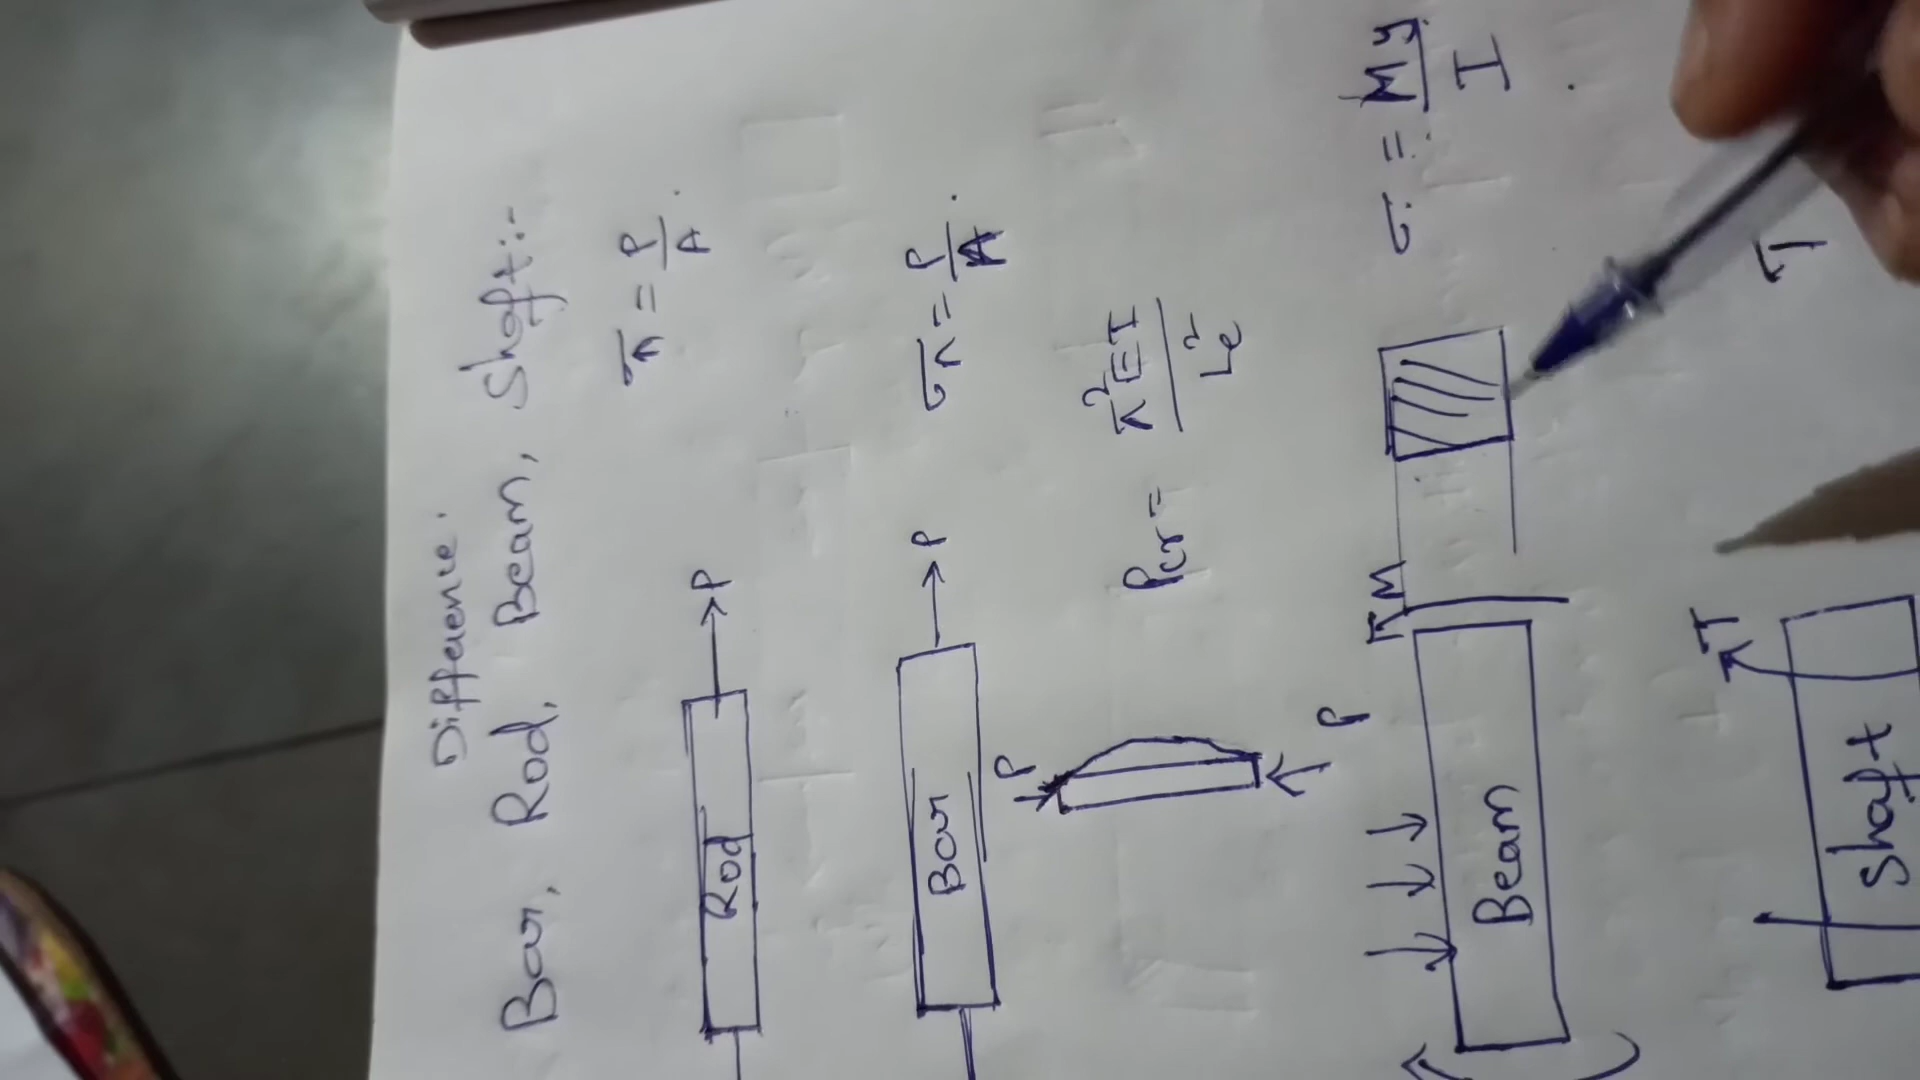 Difference.
Bar, Rod, Beam, Shaft:-
Rod → P σ = P/A.
Bar → P σ = P/A.
P
P
Pcr = π²EI/Le²
M
Beam
σ = My/I
T
Shaft